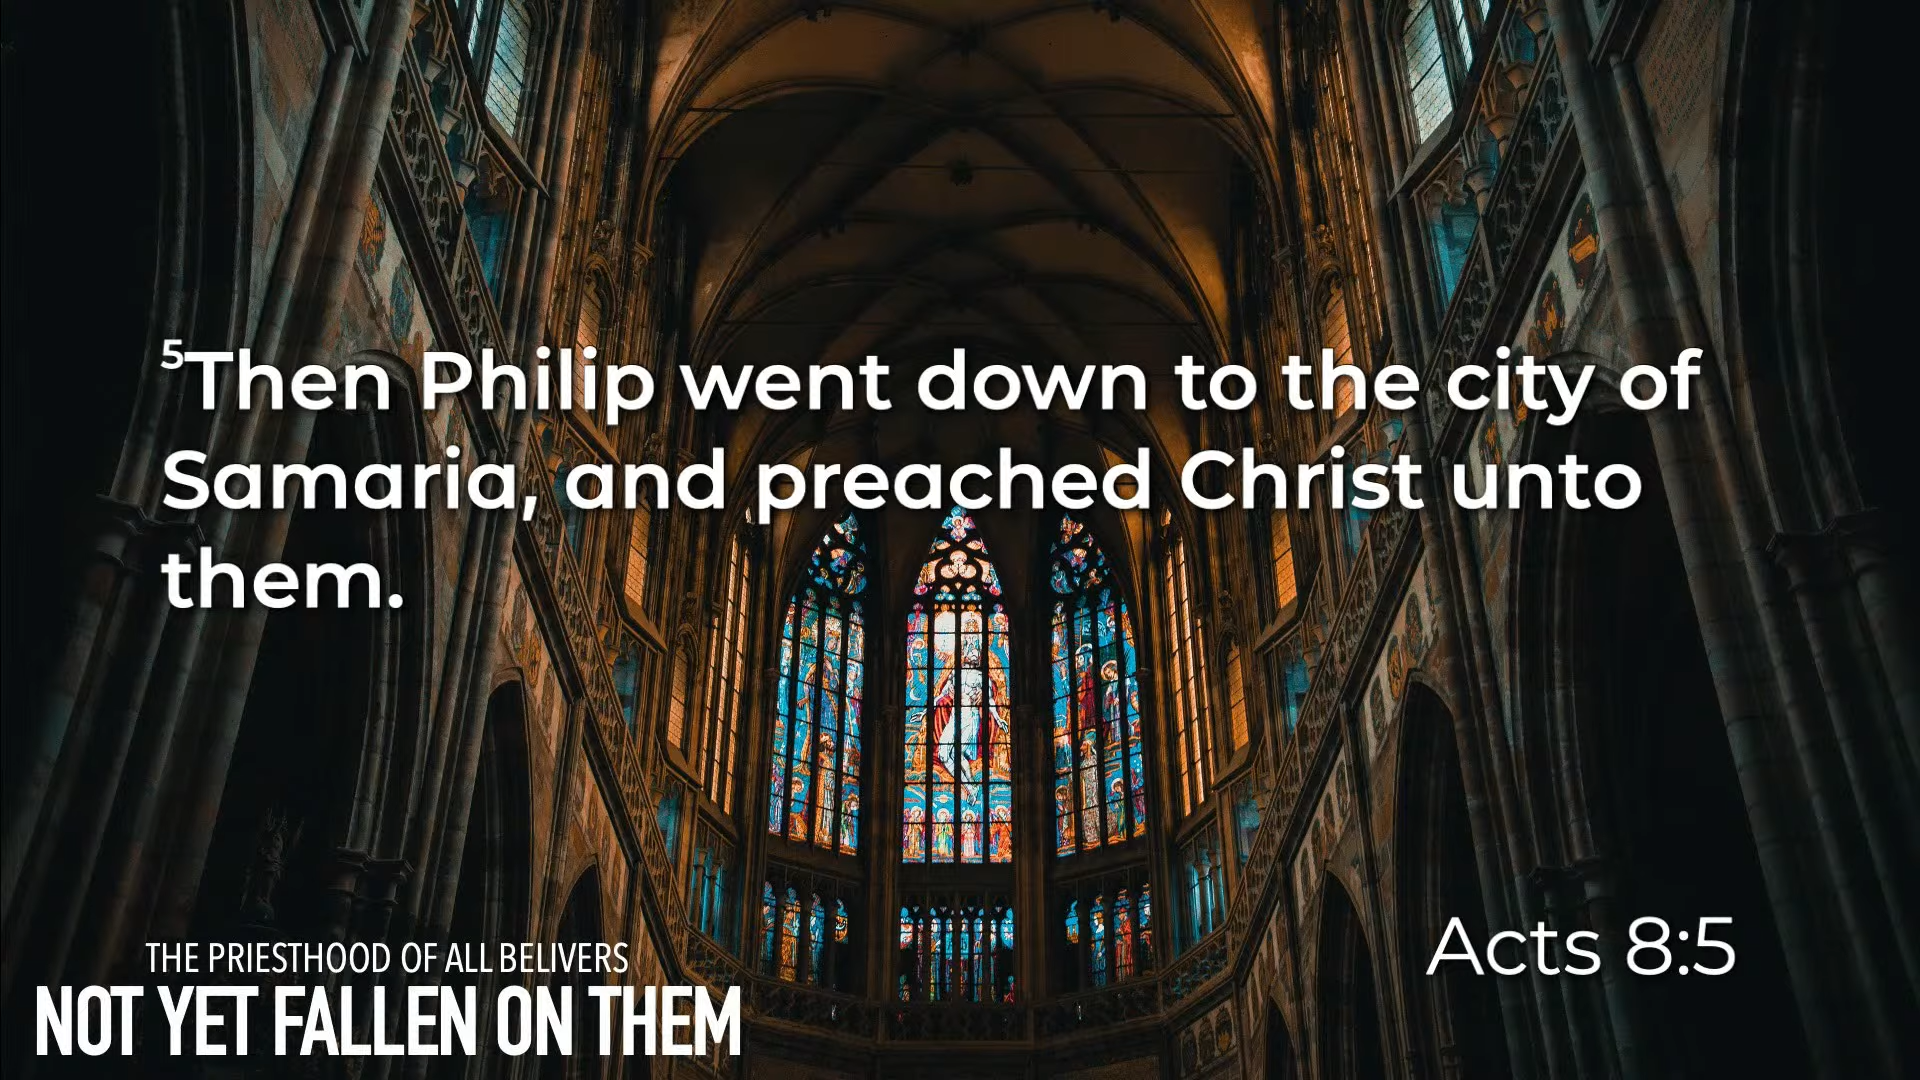 ⁵Then Philip went down to the city of
Samaria, and preached Christ unto
them.
Acts 8:5
THE PRIESTHOOD OF ALL BELIVERS
NOT YET FALLEN ON THEM